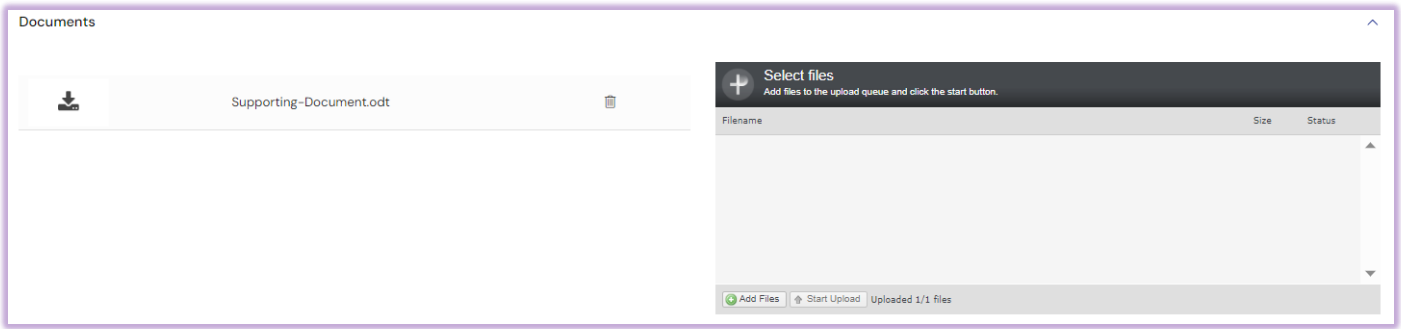 Documents
Supporting-Document.odt
Select files
Add files to the upload queue and click the start button.
Filename Size Status
Add Files Start Upload Uploaded 1/1 files